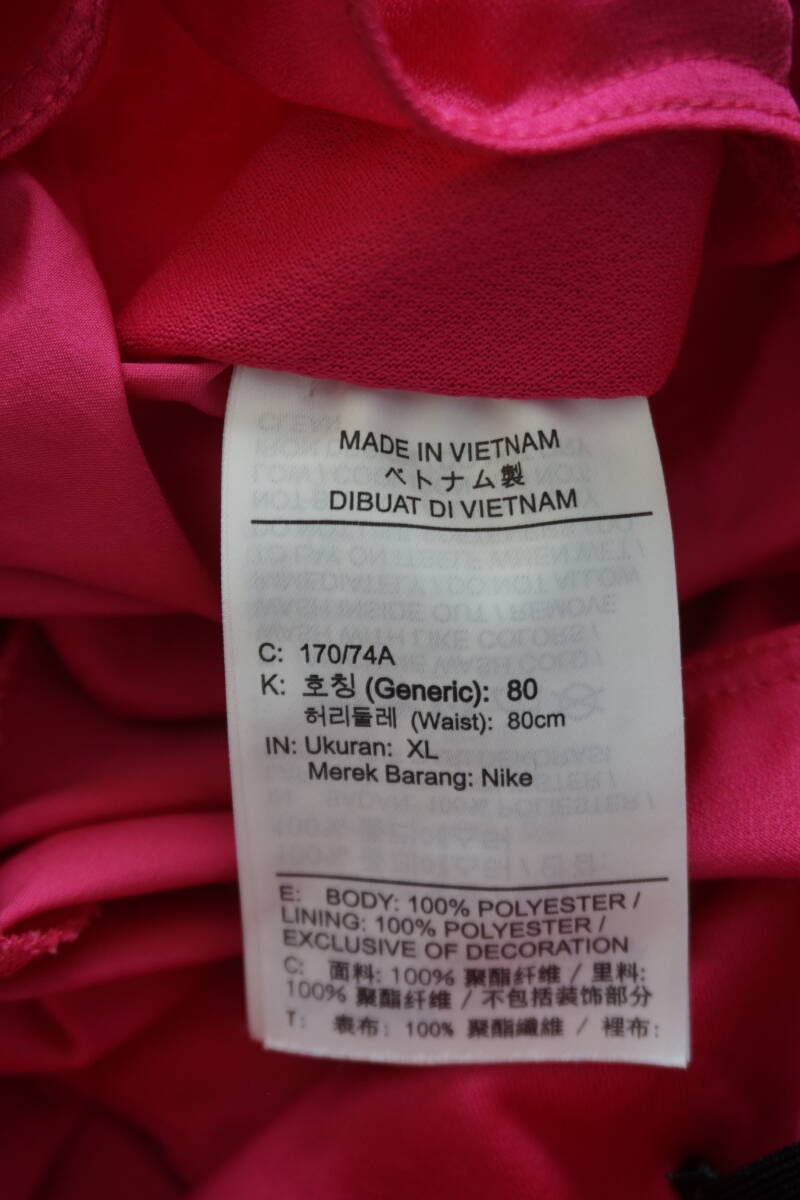 MADE IN VIETNAM
ベトナム製
DIBUAT DI VIETNAM
C: 170/74A
K: 호칭 (Generic): 80
허리둘레 (Waist): 80cm
IN: Ukuran: XL
Merek Barang: Nike
E: BODY: 100% POLYESTER /
LINING: 100% POLYESTER /
EXCLUSIVE OF DECORATION
C: 面料: 100% 聚酯纤维 / 里料:
100% 聚酯纤维 / 不包括装饰部分
T: 表布: 100% 聚酯纖維 / 裡布: